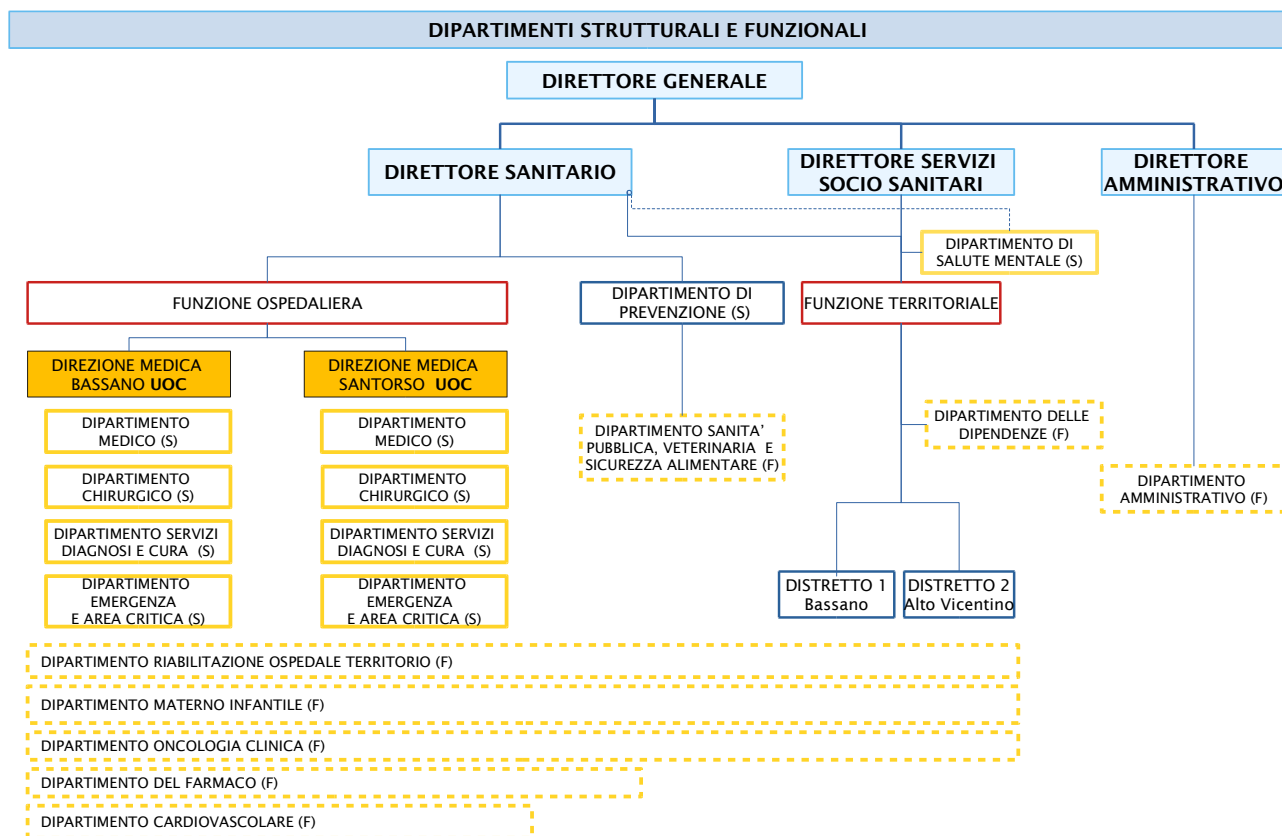 DIPARTIMENTI STRUTTURALI E FUNZIONALI
DIRETTORE GENERALE
DIRETTORE SANITARIO
DIRETTORE SERVIZI
SOCIO SANITARI
DIRETTORE
AMMINISTRATIVO
DIPARTIMENTO DI
SALUTE MENTALE (S)
FUNZIONE OSPEDALIERA
DIPARTIMENTO DI
PREVENZIONE (S)
FUNZIONE TERRITORIALE
DIREZIONE MEDICA
BASSANO UOC
DIREZIONE MEDICA
SANTORSO UOC
DIPARTIMENTO
MEDICO (S)
DIPARTIMENTO
MEDICO (S)
DIPARTIMENTO SANITA'
PUBBLICA, VETERINARIA E
SICUREZZA ALIMENTARE (F)
DIPARTIMENTO DELLE
DIPENDENZE (F)
DIPARTIMENTO
CHIRURGICO (S)
DIPARTIMENTO
CHIRURGICO (S)
DIPARTIMENTO
AMMINISTRATIVO (F)
DIPARTIMENTO SERVIZI
DIAGNOSI E CURA (S)
DIPARTIMENTO SERVIZI
DIAGNOSI E CURA (S)
DIPARTIMENTO
EMERGENZA
E AREA CRITICA (S)
DIPARTIMENTO
EMERGENZA
E AREA CRITICA (S)
DISTRETTO 1
Bassano
DISTRETTO 2
Alto Vicentino
DIPARTIMENTO RIABILITAZIONE OSPEDALE TERRITORIO (F)
DIPARTIMENTO MATERNO INFANTILE (F)
DIPARTIMENTO ONCOLOGIA CLINICA (F)
DIPARTIMENTO DEL FARMACO (F)
DIPARTIMENTO CARDIOVASCOLARE (F)